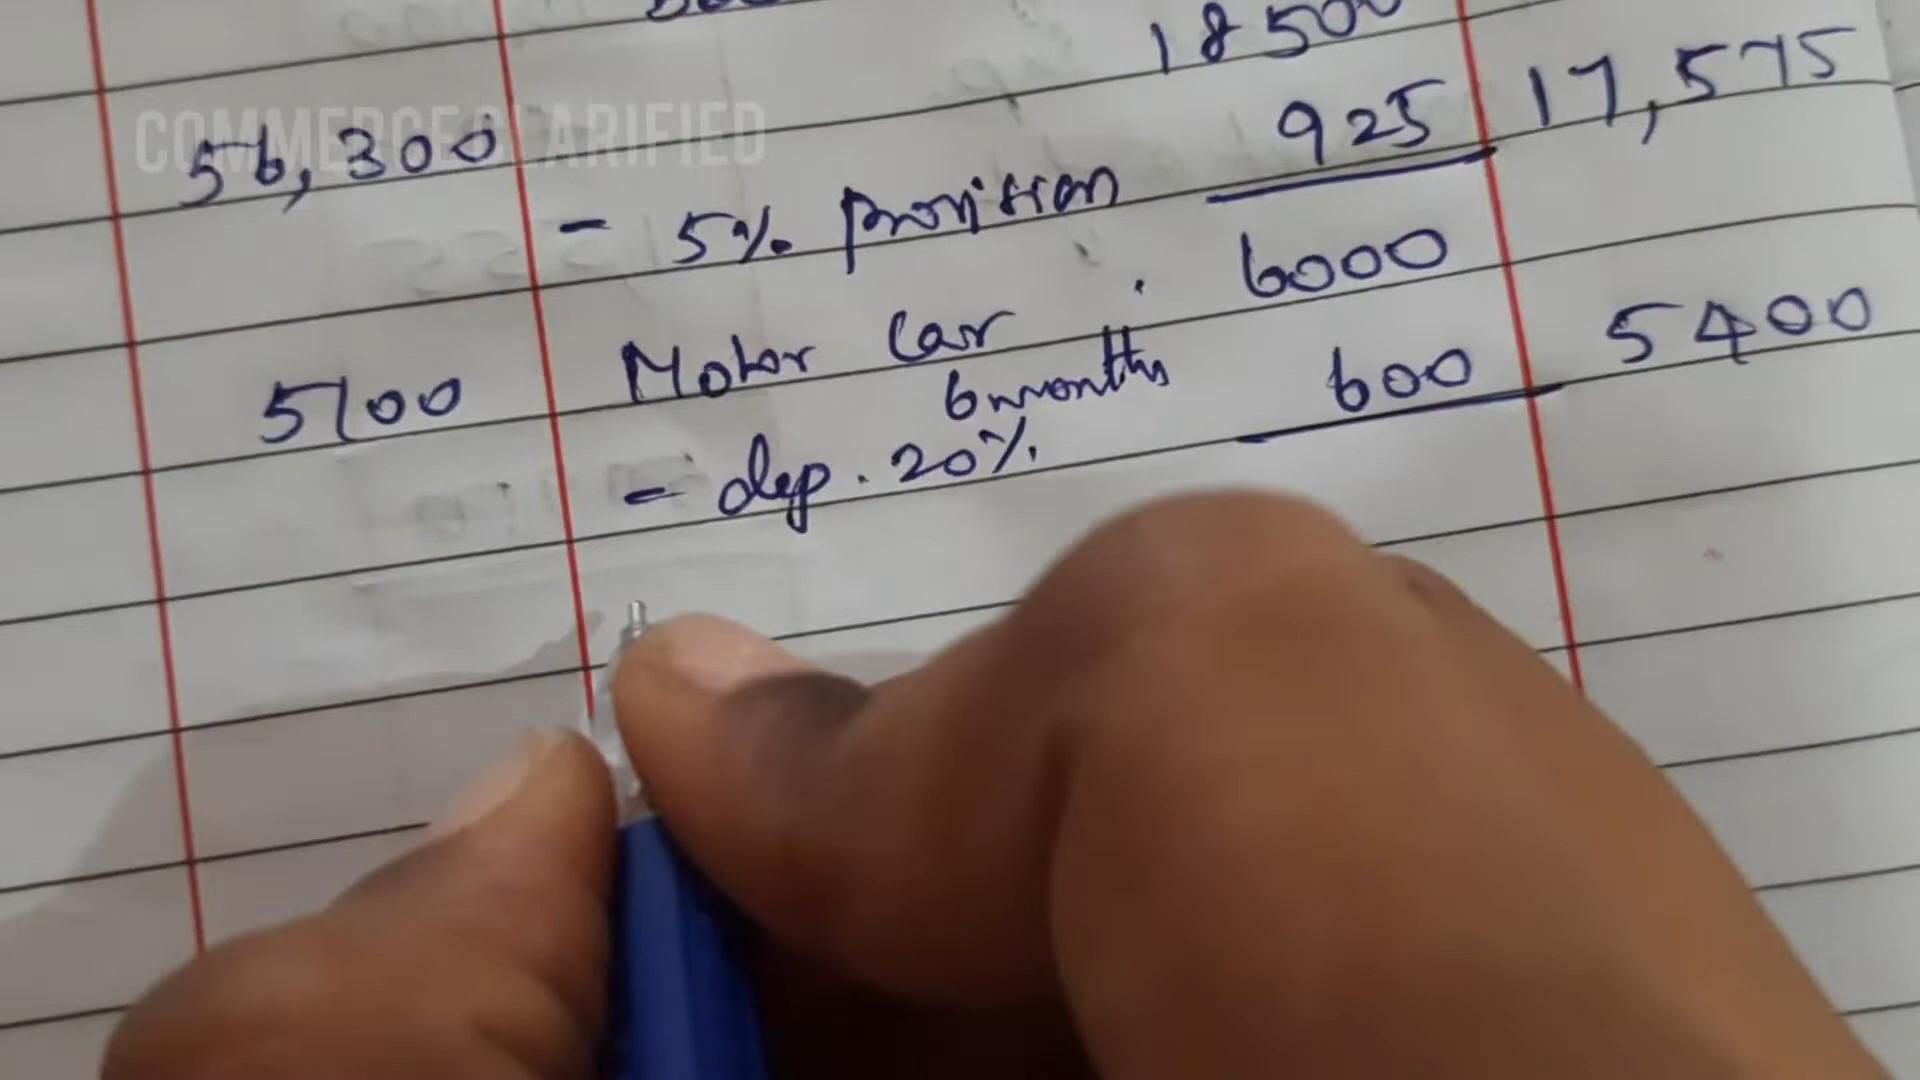 18500
COMMERCE CLARIFIED
56,300 - 5% provision 925 17,575
5100 Motor Car 6000
6 months
- dep. 20% 600 5400